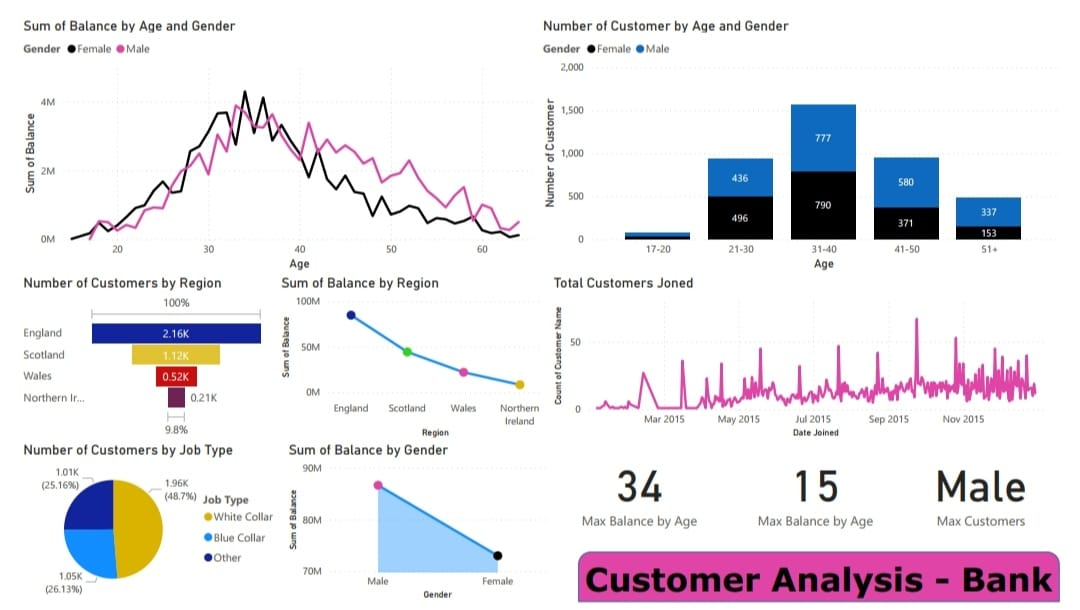 Sum of Balance by Age and Gender
Gender Female Male
Sum of Balance
4M
2M
0M
20 30 40 50 60
Age
Number of Customer by Age and Gender
Gender Female Male
Number of Customer
2,000
1,500
1,000
500
0
436
496
777
790
580
371
337
153
17-20 21-30 31-40 41-50 51+
Age
Number of Customers by Region
100%
England 2.16K
Scotland 1.12K
Wales 0.52K
Northern Ir... 0.21K
9.8%
Sum of Balance by Region
Sum of Balance
100M
50M
0M
England Scotland Wales Northern
Ireland
Region
Total Customers Joined
Count of Customer Name
50
0
Mar 2015 May 2015 Jul 2015 Sep 2015 Nov 2015
Date Joined
Number of Customers by Job Type
1.01K
(25.16%)
1.96K
(48.7%)
1.05K
(26.13%)
Job Type
White Collar
Blue Collar
Other
Sum of Balance by Gender
Sum of Balance
90M
80M
70M
Male Female
Gender
34
Max Balance by Age
15
Max Balance by Age
Male
Max Customers
Customer Analysis - Bank